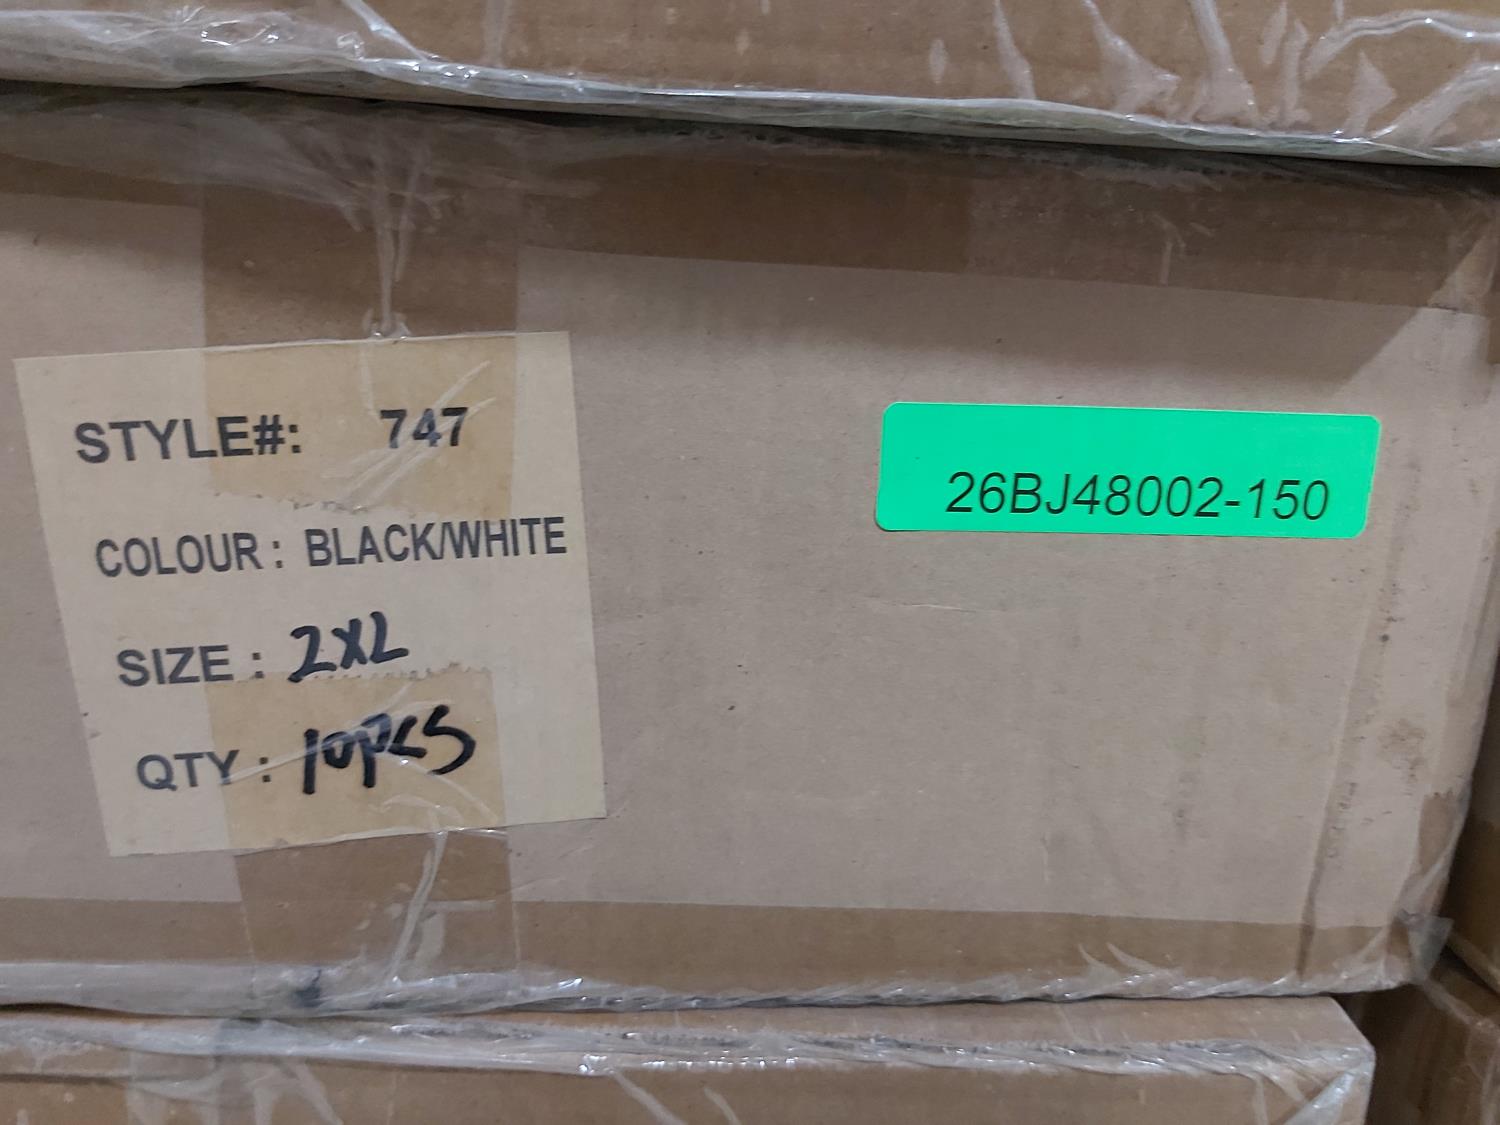 STYLE#: 747
COLOUR: BLACK/WHITE
SIZE: 2XL
QTY: 10pcs
26BJ48002-150